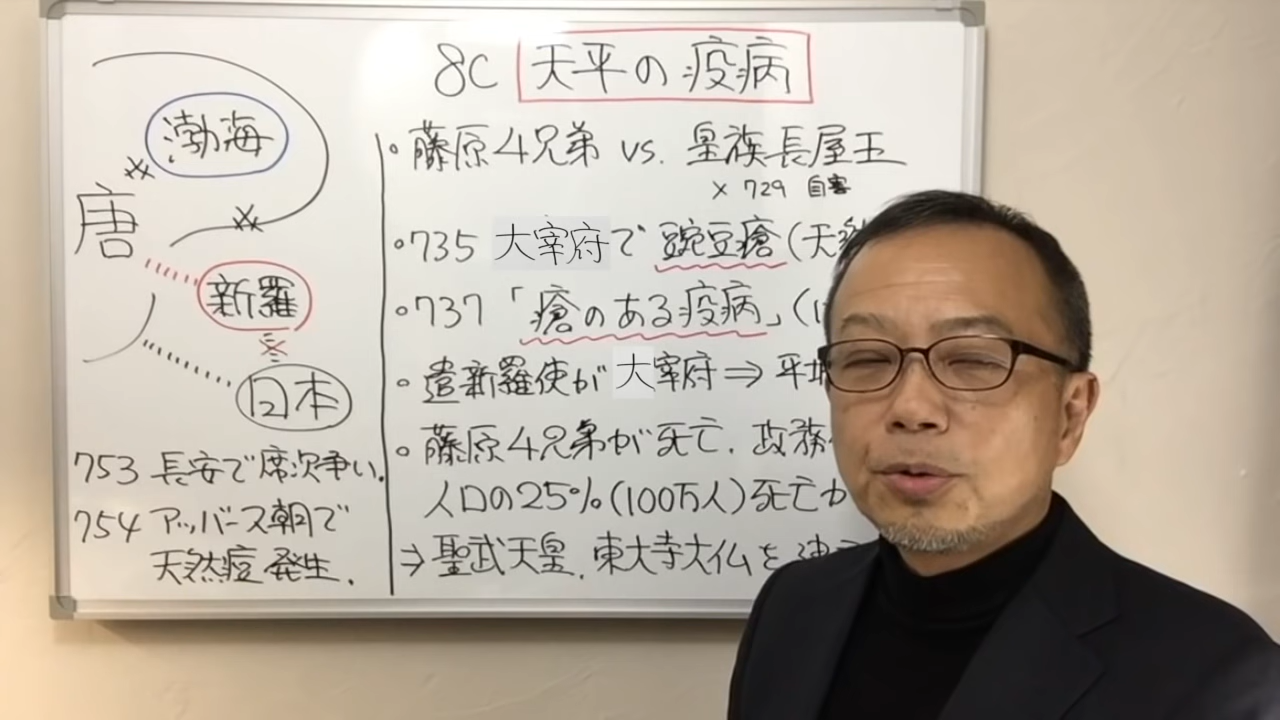 8C 天平の疫病
渤海
唐
新羅
日本
753 長安で席次争い.
754 アッバース朝で
天然痘 発生.
・藤原4兄弟 vs. 皇族長屋王
× 729 自害
・735 大宰府で 豌豆瘡(天然
・737 「瘡のある疫病」(
・遣新羅使が 大宰府⇒平城
・藤原4兄弟が死亡. 政務
人口の25%(100万人)死亡か
⇒聖武天皇. 東大寺大仏を